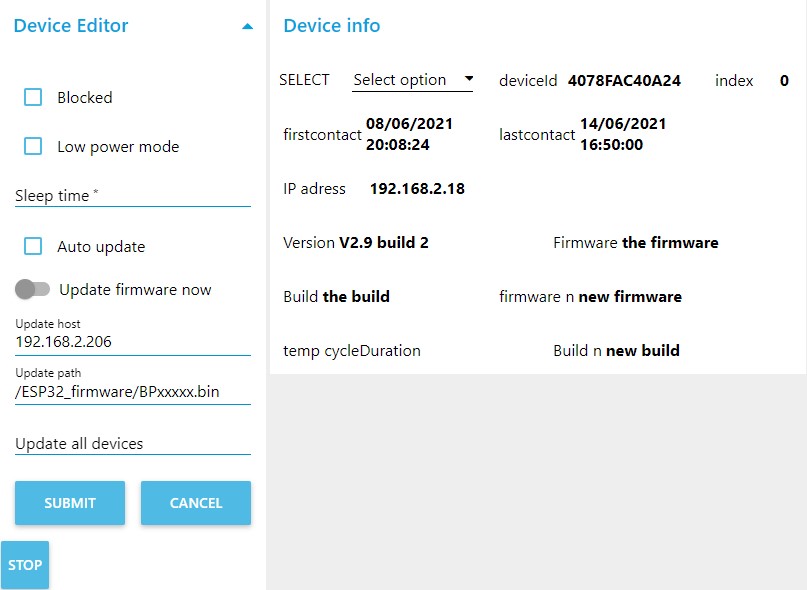 Device Editor
Blocked
Low power mode
Sleep time *
Auto update
Update firmware now
Update host
192.168.2.206
Update path
/ESP32_firmware/BPxxxxx.bin
Update all devices
SUBMIT CANCEL
STOP
Device info
SELECT Select option deviceId 4078FAC40A24 index 0
firstcontact 08/06/2021 20:08:24 lastcontact 14/06/2021 16:50:00
IP adress 192.168.2.18
Version V2.9 build 2 Firmware the firmware
Build the build firmware n new firmware
temp cycleDuration Build n new build